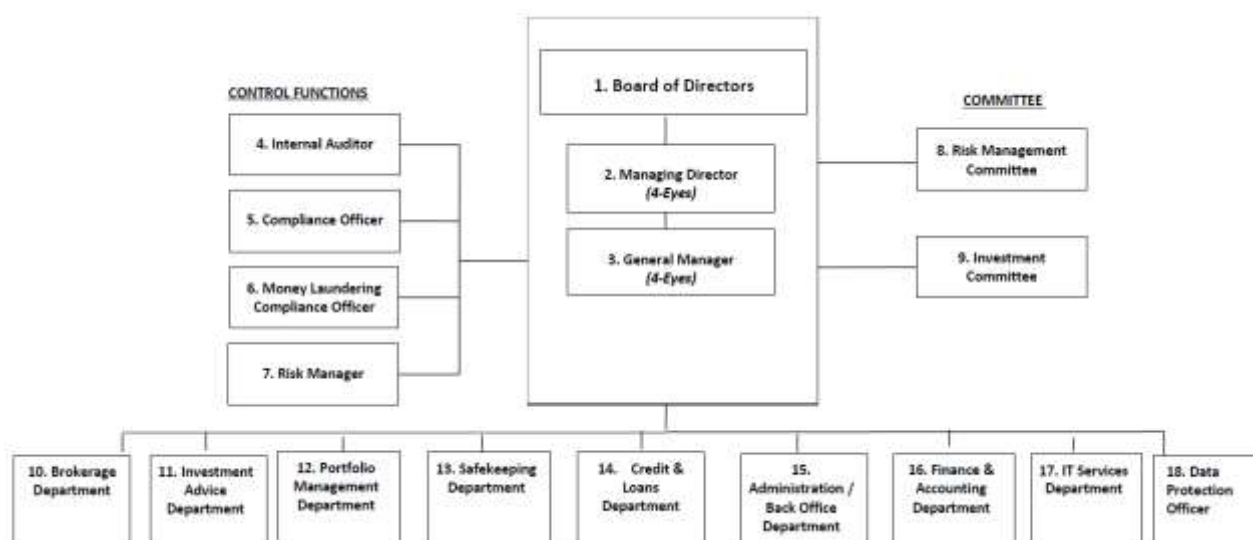 1. Board of Directors
CONTROL FUNCTIONS
COMMITTEE
4. Internal Auditor
2. Managing Director
(4-Eyes)
8. Risk Management
Committee
5. Compliance Officer
3. General Manager
(4-Eyes)
9. Investment
Committee
6. Money Laundering
Compliance Officer
7. Risk Manager
10. Brokerage
Department
11. Investment
Advice
Department
12. Portfolio
Management
Department
13. Safekeeping
Department
14. Credit &
Loans
Department
15.
Administration /
Back Office
Department
16. Finance &
Accounting
Department
17. IT Services
Department
18. Data
Protection
Officer